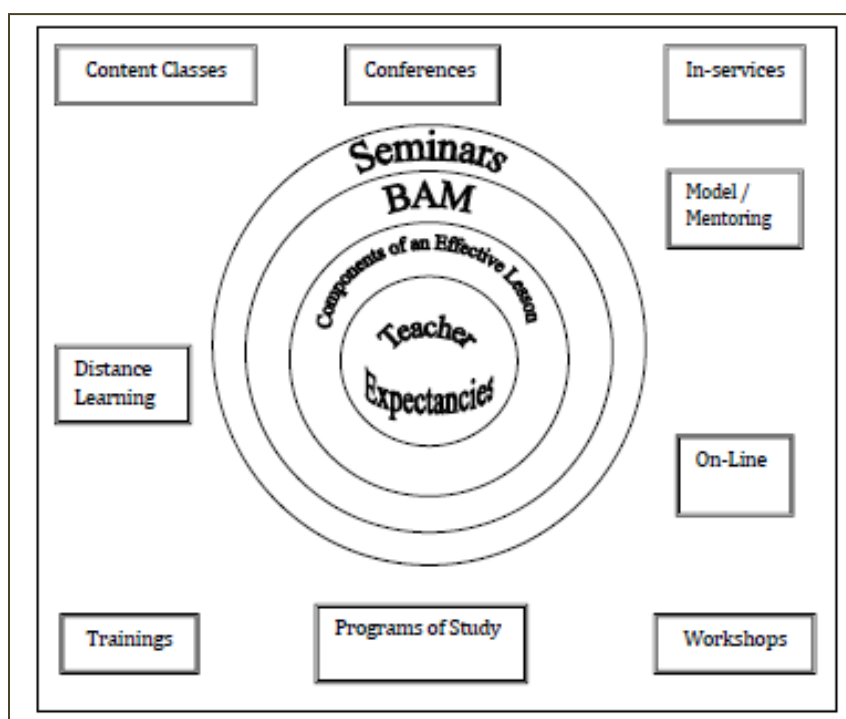 Content Classes
Conferences
In-services
Seminars
BAM
Model /
Mentoring
Components of an Effective Lesson
Teacher
Expectancies
Distance
Learning
On-Line
Trainings
Programs of Study
Workshops